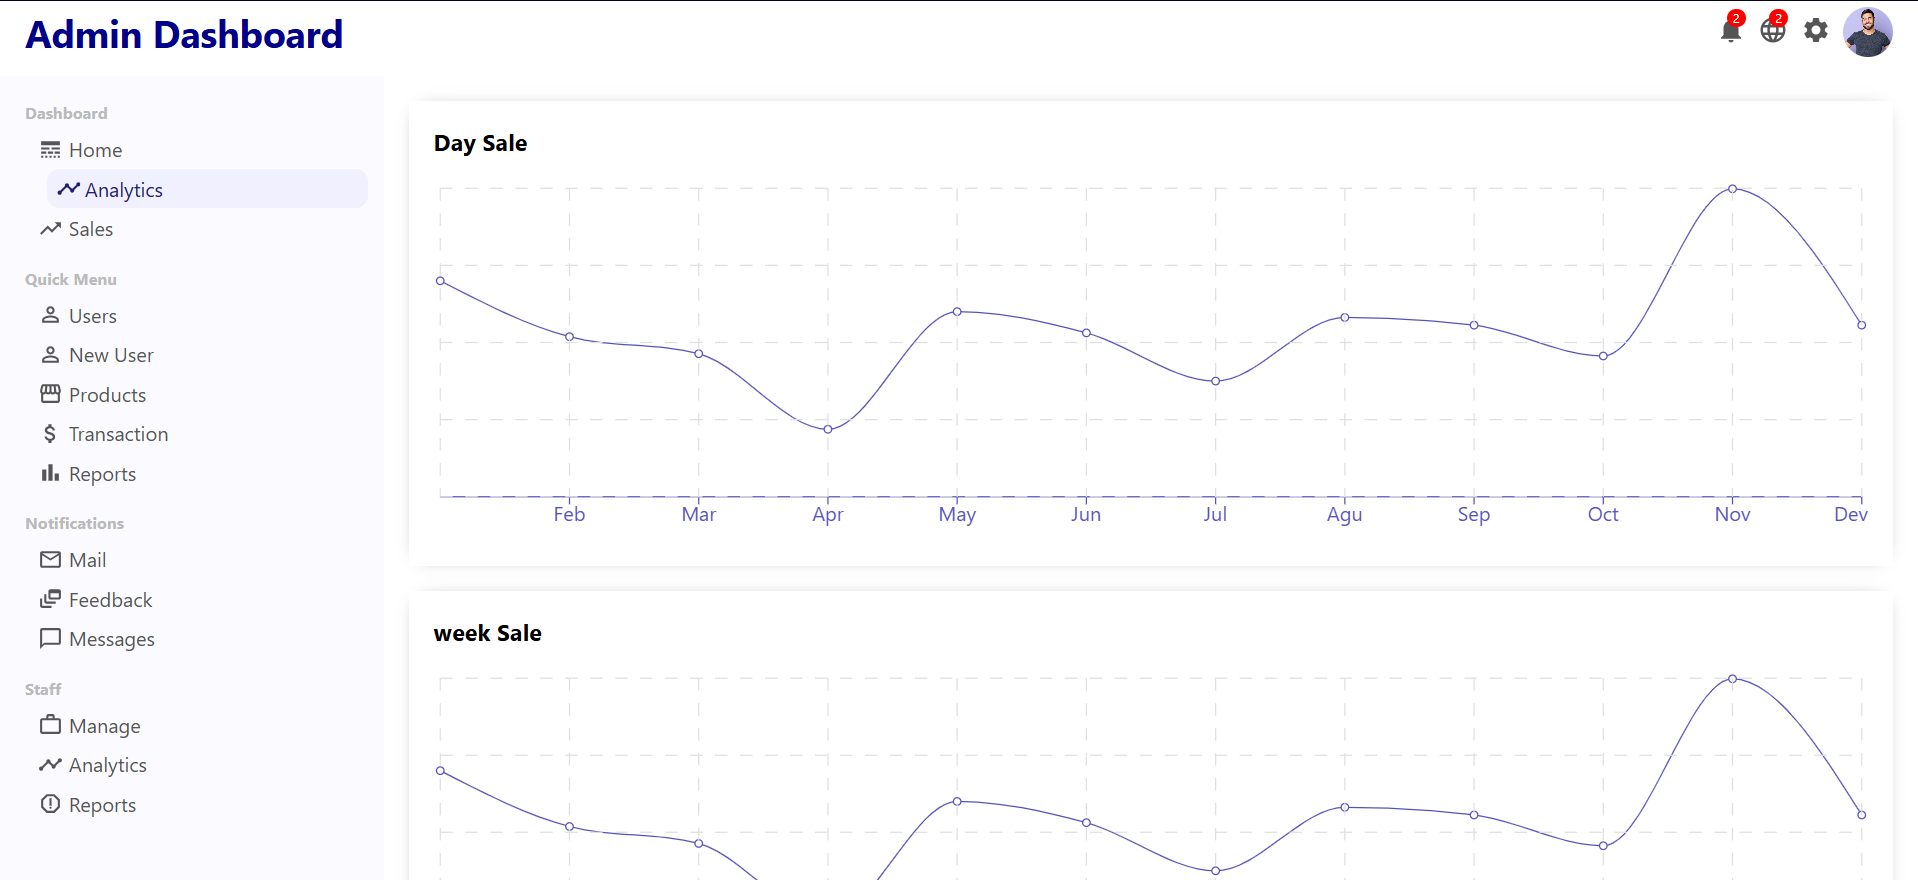 Admin Dashboard
2
2
Dashboard
Home
Analytics
Sales
Quick Menu
Users
New User
Products
Transaction
Reports
Notifications
Mail
Feedback
Messages
Staff
Manage
Analytics
Reports
Day Sale
Feb Mar Apr May Jun Jul Agu Sep Oct Nov Dev
week Sale